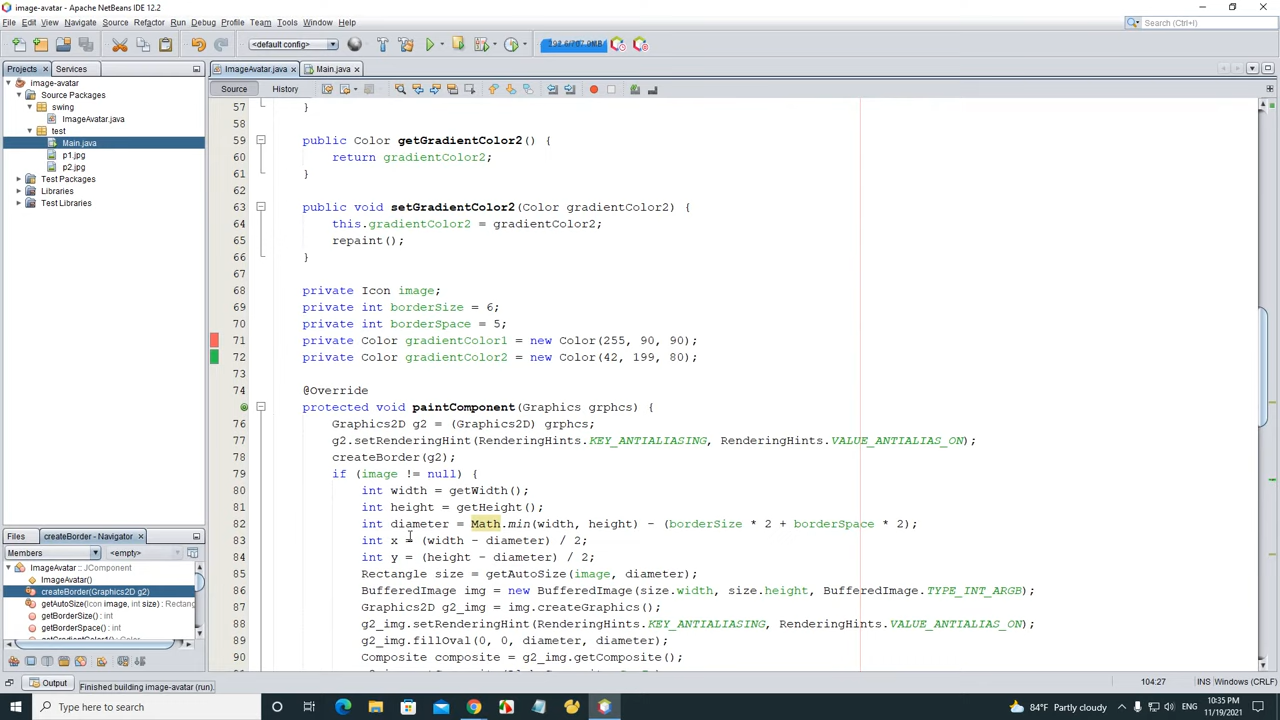 image-avatar - Apache NetBeans IDE 12.2
File Edit View Navigate Source Refactor Run Debug Profile Team Tools Window Help
Search (Ctrl+I)
<default config>
Projects Services
ImageAvatar.java Main.java
Source History
image-avatar
Source Packages
swing
ImageAvatar.java
test
Main.java
p1.jpg
p2.jpg
Test Packages
Libraries
Test Libraries
57 }
58
59 public Color getGradientColor2() {
60 return gradientColor2;
61 }
62
63 public void setGradientColor2(Color gradientColor2) {
64 this.gradientColor2 = gradientColor2;
65 repaint();
66 }
67
68 private Icon image;
69 private int borderSize = 6;
70 private int borderSpace = 5;
71 private Color gradientColor1 = new Color(255, 90, 90);
72 private Color gradientColor2 = new Color(42, 199, 80);
73
74 @Override
protected void paintComponent(Graphics grphcs) {
76 Graphics2D g2 = (Graphics2D) grphcs;
77 g2.setRenderingHint(RenderingHints.KEY_ANTIALIASING, RenderingHints.VALUE_ANTIALIAS_ON);
78 createBorder(g2);
79 if (image != null) {
80 int width = getWidth();
81 int height = getHeight();
82 int diameter = Math.min(width, height) - (borderSize * 2 + borderSpace * 2);
83 int x = (width - diameter) / 2;
84 int y = (height - diameter) / 2;
85 Rectangle size = getAutoSize(image, diameter);
86 BufferedImage img = new BufferedImage(size.width, size.height, BufferedImage.TYPE_INT_ARGB);
87 Graphics2D g2_img = img.createGraphics();
88 g2_img.setRenderingHint(RenderingHints.KEY_ANTIALIASING, RenderingHints.VALUE_ANTIALIAS_ON);
89 g2_img.fillOval(0, 0, diameter, diameter);
90 Composite composite = g2_img.getComposite();
Files createBorder(Graphics2D g2)
Members <empty>
ImageAvatar :: JComponent
ImageAvatar()
createBorder(Graphics2D g2)
getAutoSize(Icon image, int size) : Rectang
getBorderSize() : int
getBorderSpace() : int
Output Finished building image-avatar (run).
104:27 INS Windows (CRLF)
Type here to search
84°F Partly cloudy
ENG
10:35 PM
11/19/2021